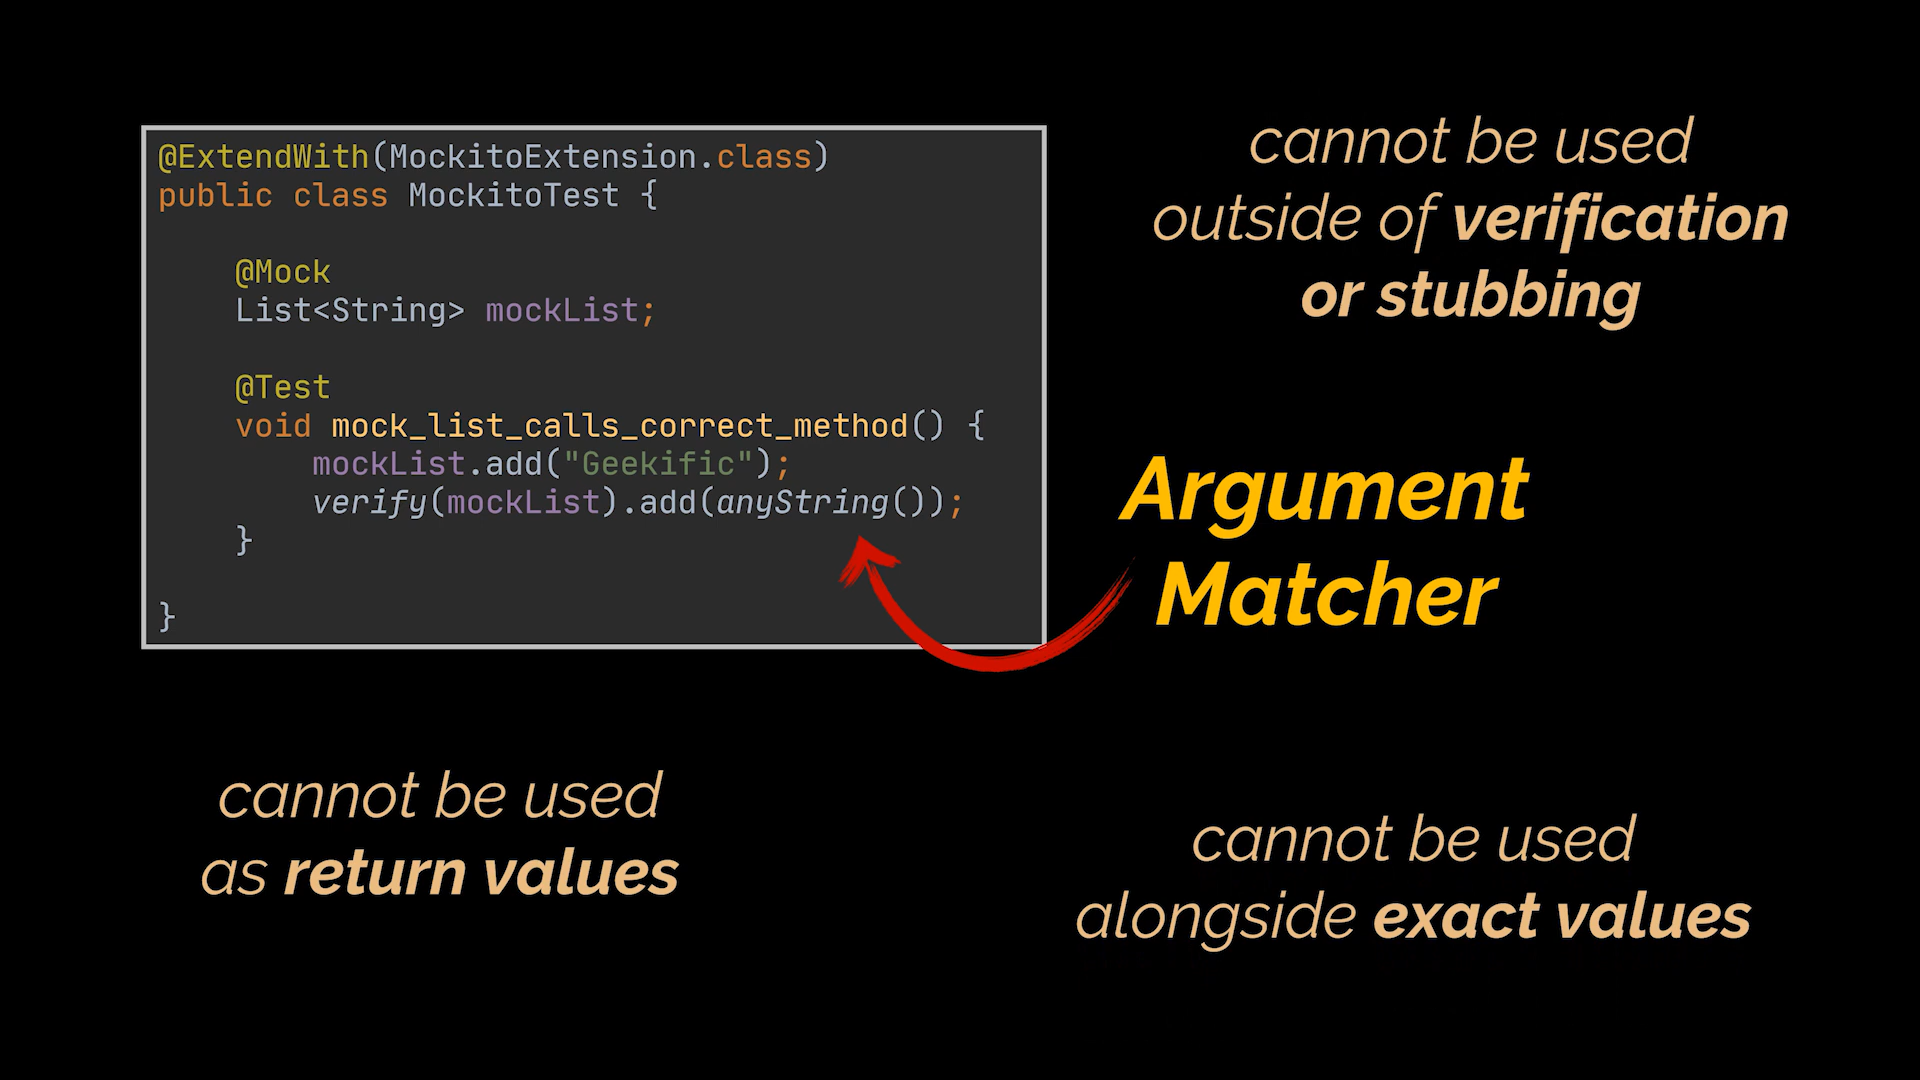 @ExtendWith(MockitoExtension.class)
public class MockitoTest {
@Mock
List<String> mockList;
@Test
void mock_list_calls_correct_method() {
mockList.add("Geekific");
verify(mockList).add(anyString());
}
}
cannot be used
outside of verification
or stubbing
Argument
Matcher
cannot be used
as return values
cannot be used
alongside exact values